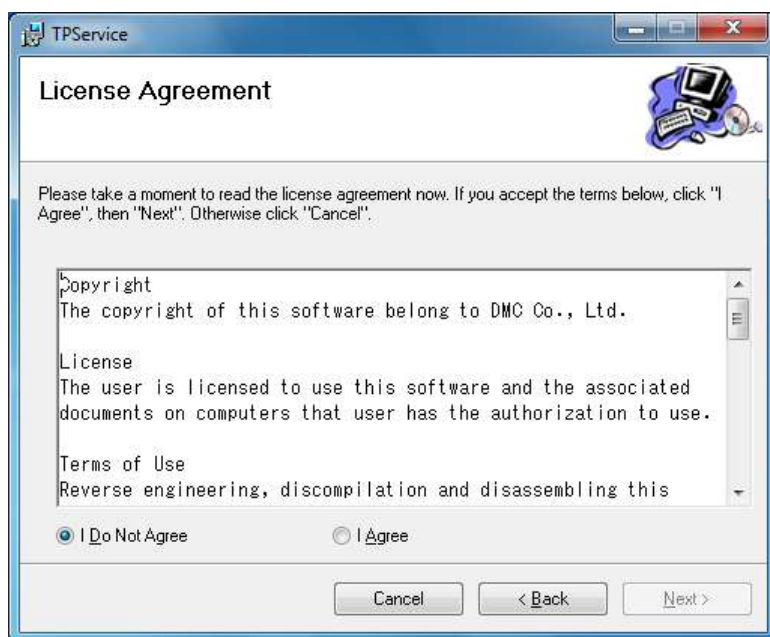 TPService
License Agreement
Please take a moment to read the license agreement now. If you accept the terms below, click "I
Agree", then "Next". Otherwise click "Cancel".
Copyright
The copyright of this software belong to DMC Co., Ltd.
License
The user is licensed to use this software and the associated
documents on computers that user has the authorization to use.
Terms of Use
Reverse engineering, discompilation and disassembling this
I Do Not Agree
I Agree
Cancel
< Back
Next >